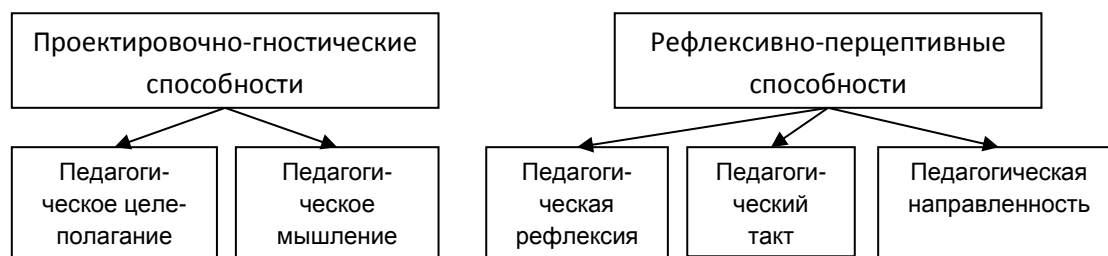 Проектировочно-гностические
способности
Рефлексивно-перцептивные
способности
Педагоги-
ческое целе-
полагание
Педагоги-
ческое
мышление
Педагоги-
ческая
рефлексия
Педагоги-
ческий
такт
Педагогическая
направленность